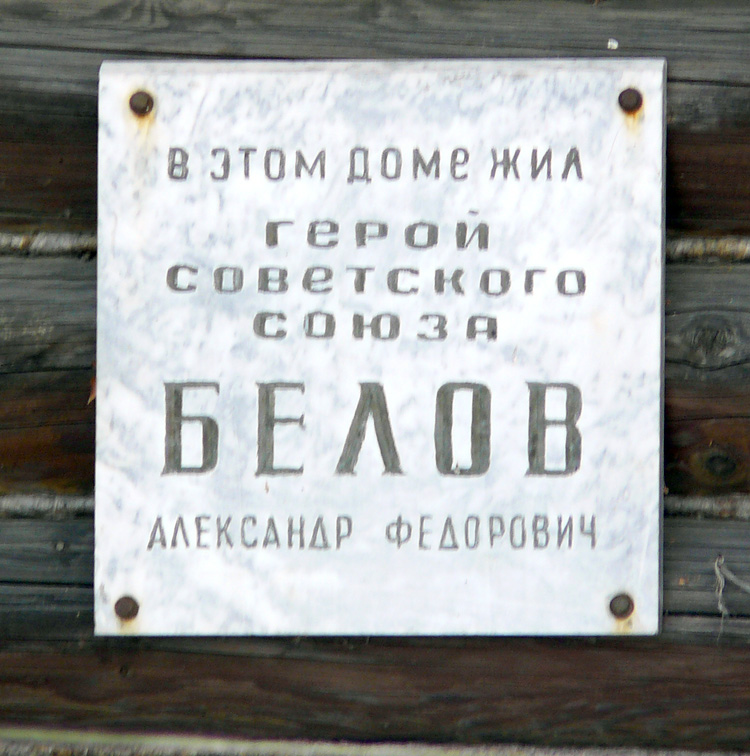 В ЭТОМ ДОМЕ ЖИЛ
ГЕРОЙ
СОВЕТСКОГО
СОЮЗА
БЕЛОВ
АЛЕКСАНДР ФЕДОРОВИЧ